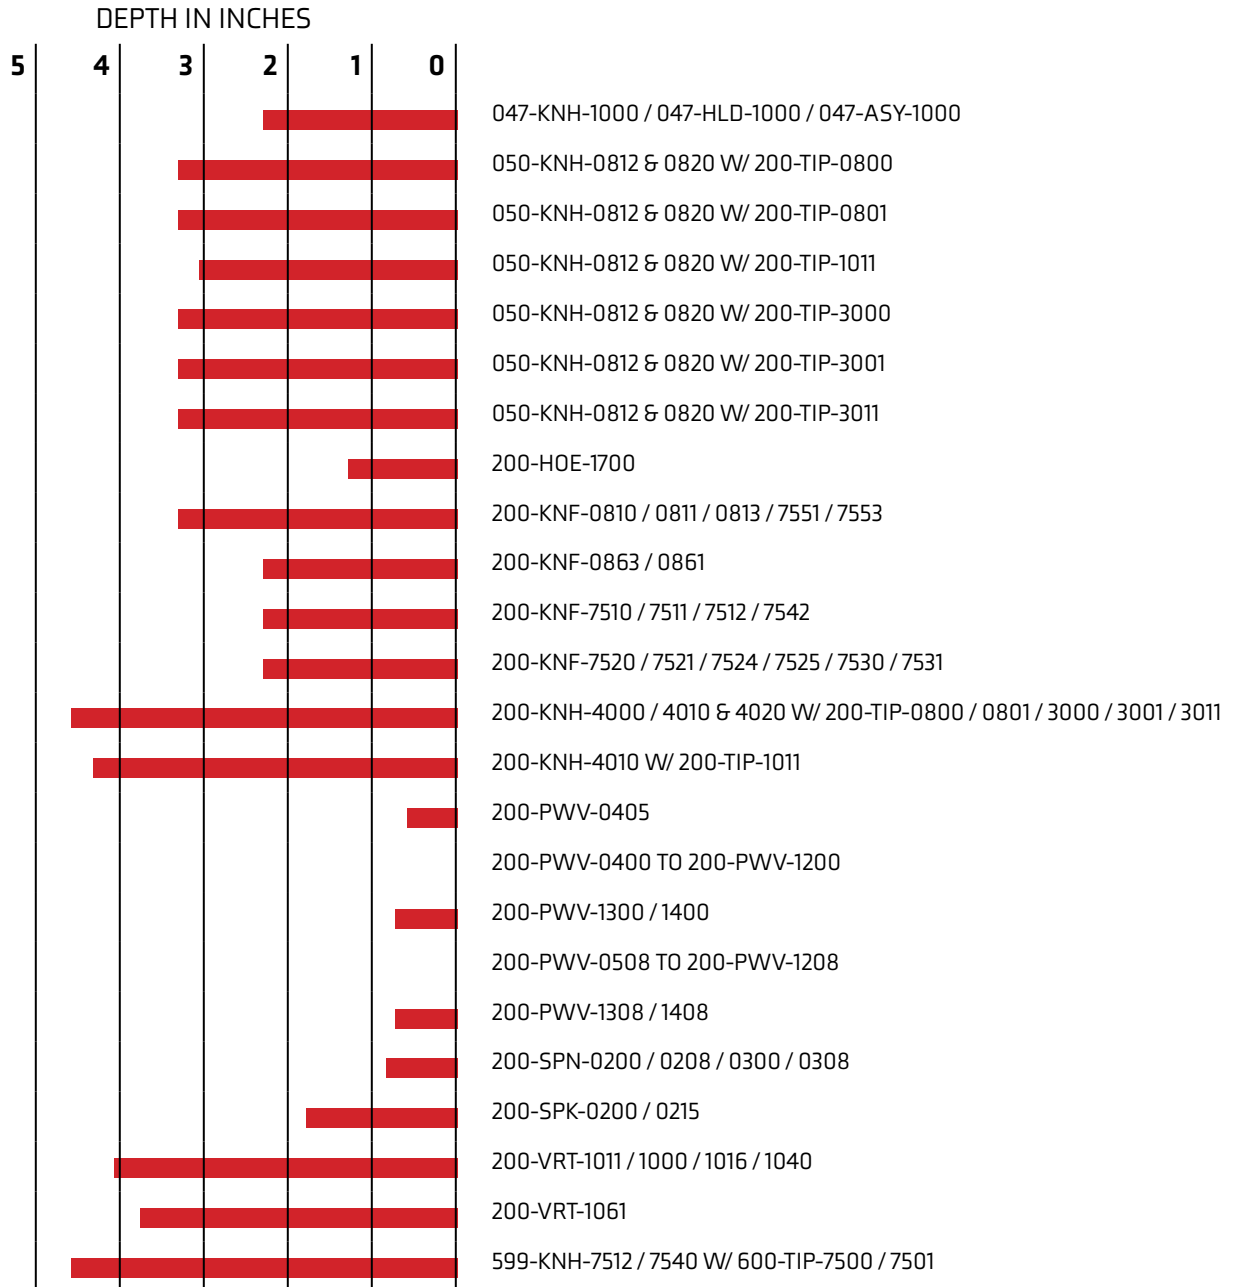 DEPTH IN INCHES
5 4 3 2 1 0
047-KNH-1000 / 047-HLD-1000 / 047-ASY-1000
050-KNH-0812 & 0820 W/ 200-TIP-0800
050-KNH-0812 & 0820 W/ 200-TIP-0801
050-KNH-0812 & 0820 W/ 200-TIP-1011
050-KNH-0812 & 0820 W/ 200-TIP-3000
050-KNH-0812 & 0820 W/ 200-TIP-3001
050-KNH-0812 & 0820 W/ 200-TIP-3011
200-HOE-1700
200-KNF-0810 / 0811 / 0813 / 7551 / 7553
200-KNF-0863 / 0861
200-KNF-7510 / 7511 / 7512 / 7542
200-KNF-7520 / 7521 / 7524 / 7525 / 7530 / 7531
200-KNH-4000 / 4010 & 4020 W/ 200-TIP-0800 / 0801 / 3000 / 3001 / 3011
200-KNH-4010 W/ 200-TIP-1011
200-PWV-0405
200-PWV-0400 TO 200-PWV-1200
200-PWV-1300 / 1400
200-PWV-0508 TO 200-PWV-1208
200-PWV-1308 / 1408
200-SPN-0200 / 0208 / 0300 / 0308
200-SPK-0200 / 0215
200-VRT-1011 / 1000 / 1016 / 1040
200-VRT-1061
599-KNH-7512 / 7540 W/ 600-TIP-7500 / 7501